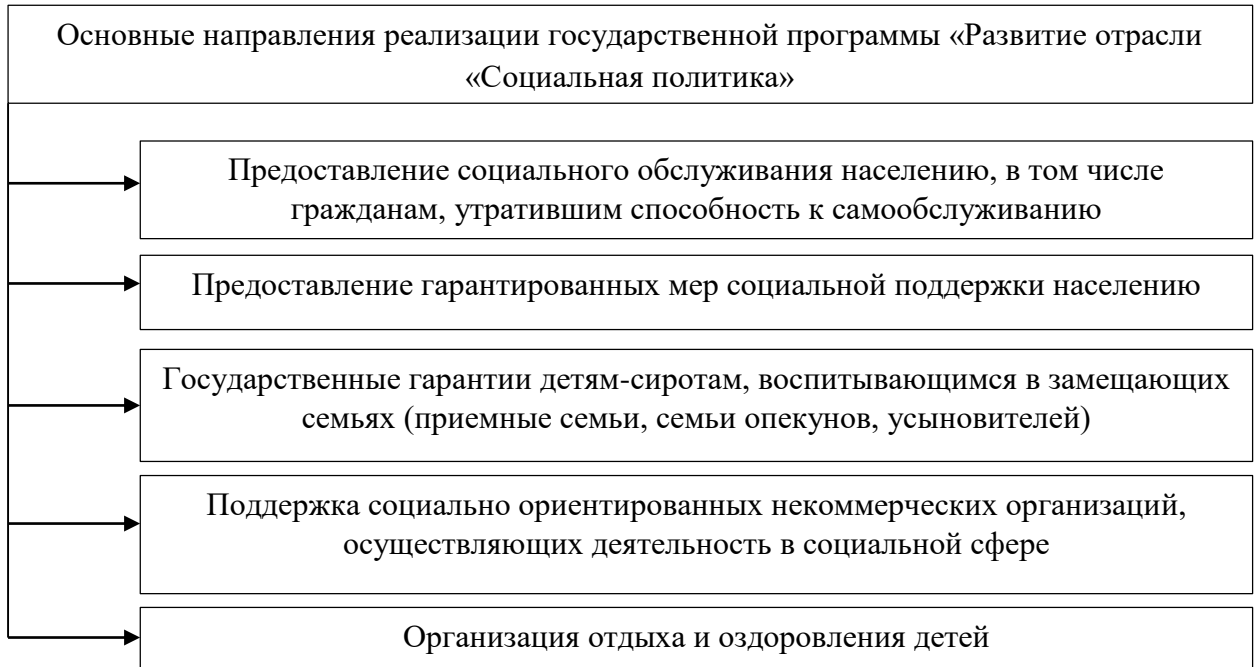 Основные направления реализации государственной программы «Развитие отрасли
«Социальная политика»
Предоставление социального обслуживания населению, в том числе
гражданам, утратившим способность к самообслуживанию
Предоставление гарантированных мер социальной поддержки населению
Государственные гарантии детям-сиротам, воспитывающимся в замещающих
семьях (приемные семьи, семьи опекунов, усыновителей)
Поддержка социально ориентированных некоммерческих организаций,
осуществляющих деятельность в социальной сфере
Организация отдыха и оздоровления детей